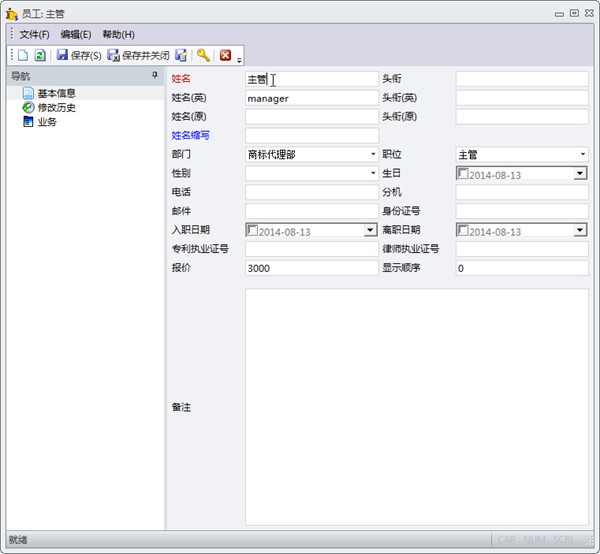 员工: 主管
文件(F) 编辑(E) 帮助(H)
保存(S) 保存并关闭
导航
基本信息
修改历史
业务
姓名 主管 头衔
姓名(英) manager 头衔(英)
姓名(原) 头衔(原)
姓名缩写
部门 商标代理部 职位 主管
性别 生日 2014-08-13
电话 分机
邮件 身份证号
入职日期 2014-08-13 离职日期 2014-08-13
专利执业证号 律师执业证号
报价 3000 显示顺序 0
备注
就绪 CAP NUM SCRL